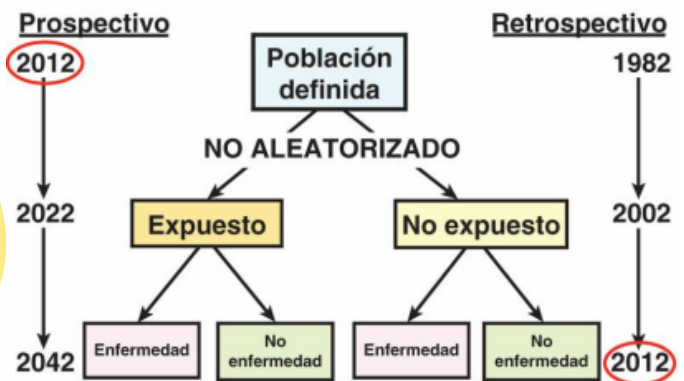 Prospectivo
Retrospectivo
2012
Población
definida
1982
NO ALEATORIZADO
2022
Expuesto
No expuesto
2002
2042
Enfermedad
No
enfermedad
Enfermedad
No
enfermedad
2012